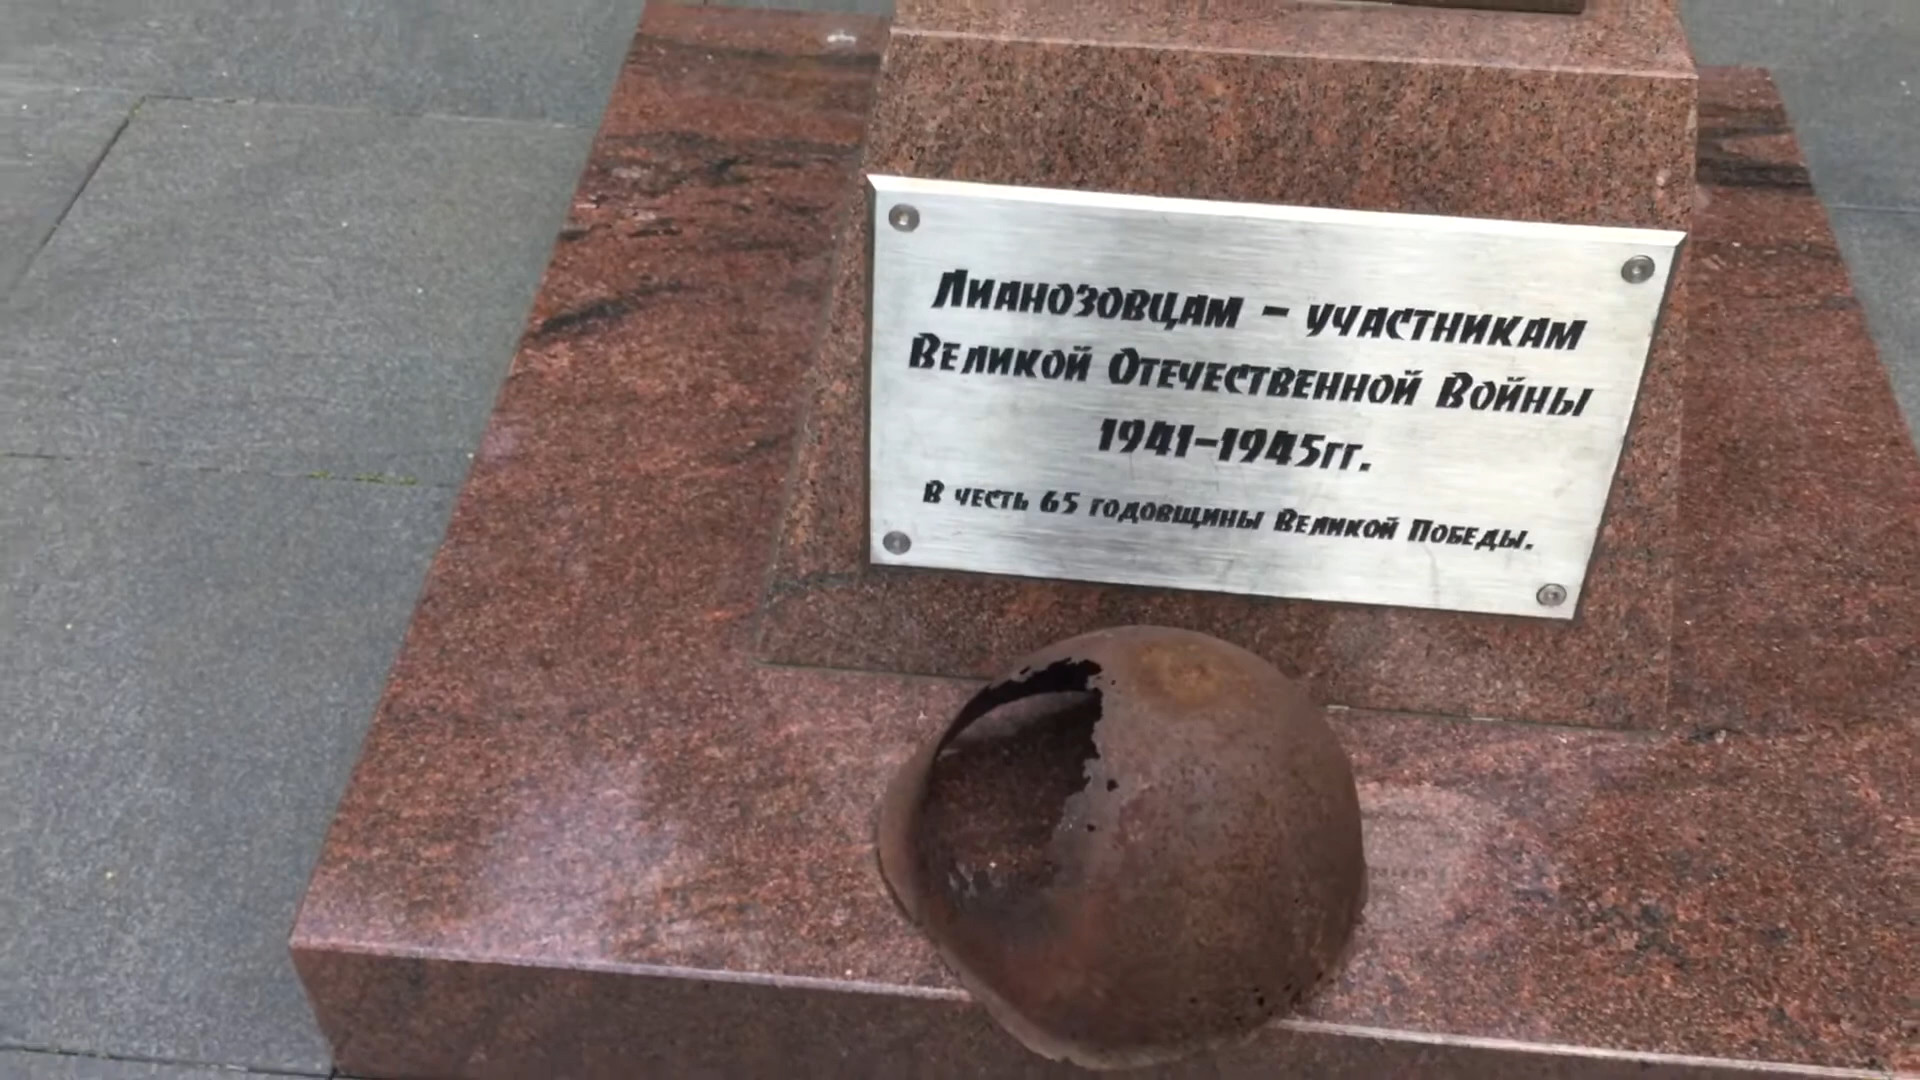 Лианозовцам – участникам
Великой Отечественной Войны
1941–1945гг.
В честь 65 годовщины Великой Победы.